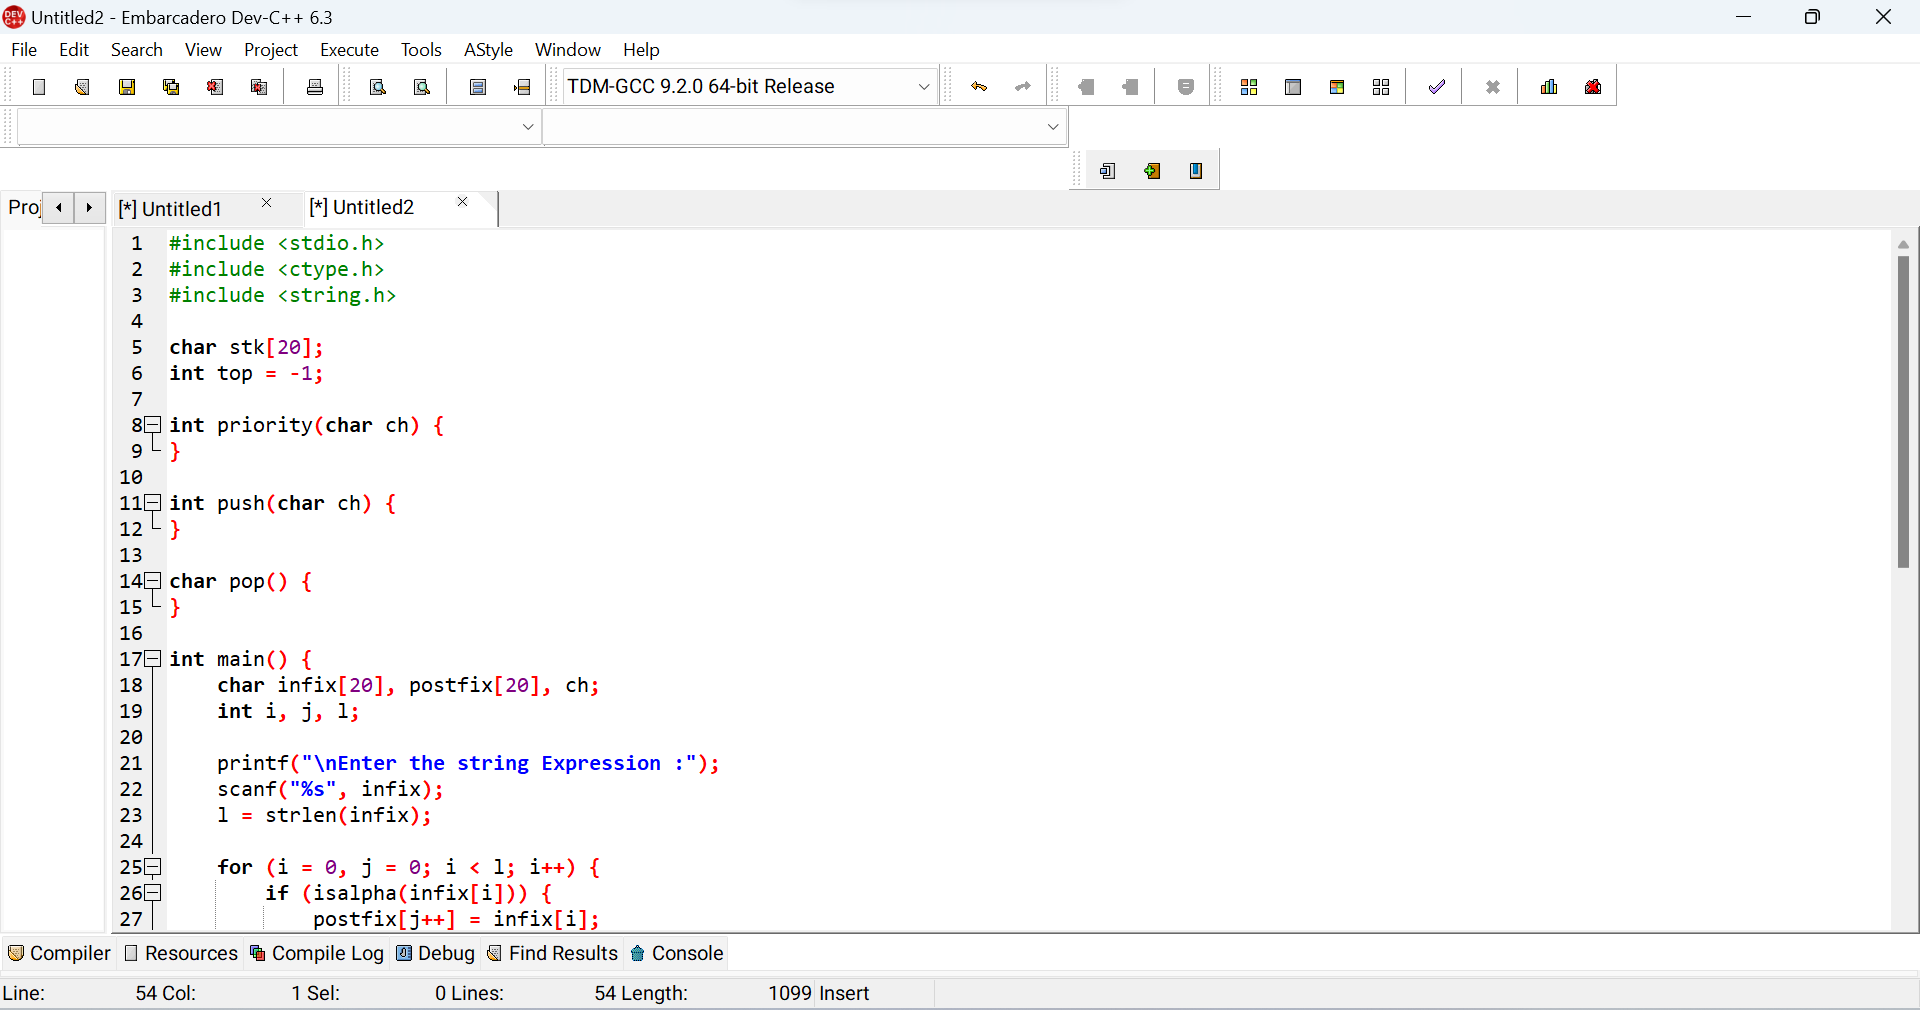 Untitled2 - Embarcadero Dev-C++ 6.3
File Edit Search View Project Execute Tools AStyle Window Help
TDM-GCC 9.2.0 64-bit Release
Proj [*] Untitled1 [*] Untitled2
1 #include <stdio.h>
2 #include <ctype.h>
3 #include <string.h>
4
5 char stk[20];
6 int top = -1;
7
8 int priority(char ch) {
9 }
10
11 int push(char ch) {
12 }
13
14 char pop() {
15 }
16
17 int main() {
18 char infix[20], postfix[20], ch;
19 int i, j, l;
20
21 printf("\nEnter the string Expression :");
22 scanf("%s", infix);
23 l = strlen(infix);
24
25 for (i = 0, j = 0; i < l; i++) {
26 if (isalpha(infix[i])) {
27 postfix[j++] = infix[i];
Compiler Resources Compile Log Debug Find Results Console
Line: 54 Col: 1 Sel: 0 Lines: 54 Length: 1099 Insert